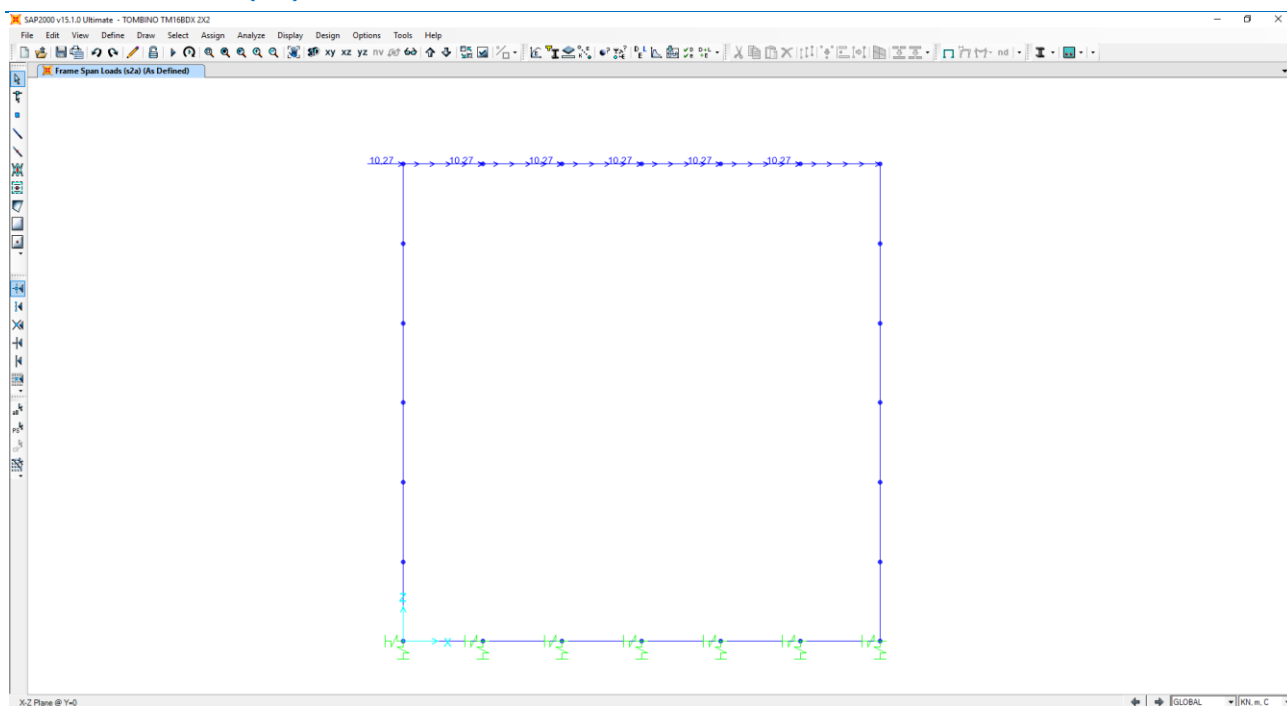 SAP2000 v15.1.0 Ultimate - TOMBINO TM16BDX 2X2
File Edit View Define Draw Select Assign Analyze Display Design Options Tools Help
xy xz yz nv nd
Frame Span Loads (s2a) (As Defined)
10,27 10,27 10,27 10,27 10,27 10,27
Z
X
X-Z Plane @ Y=0 GLOBAL KN, m, C